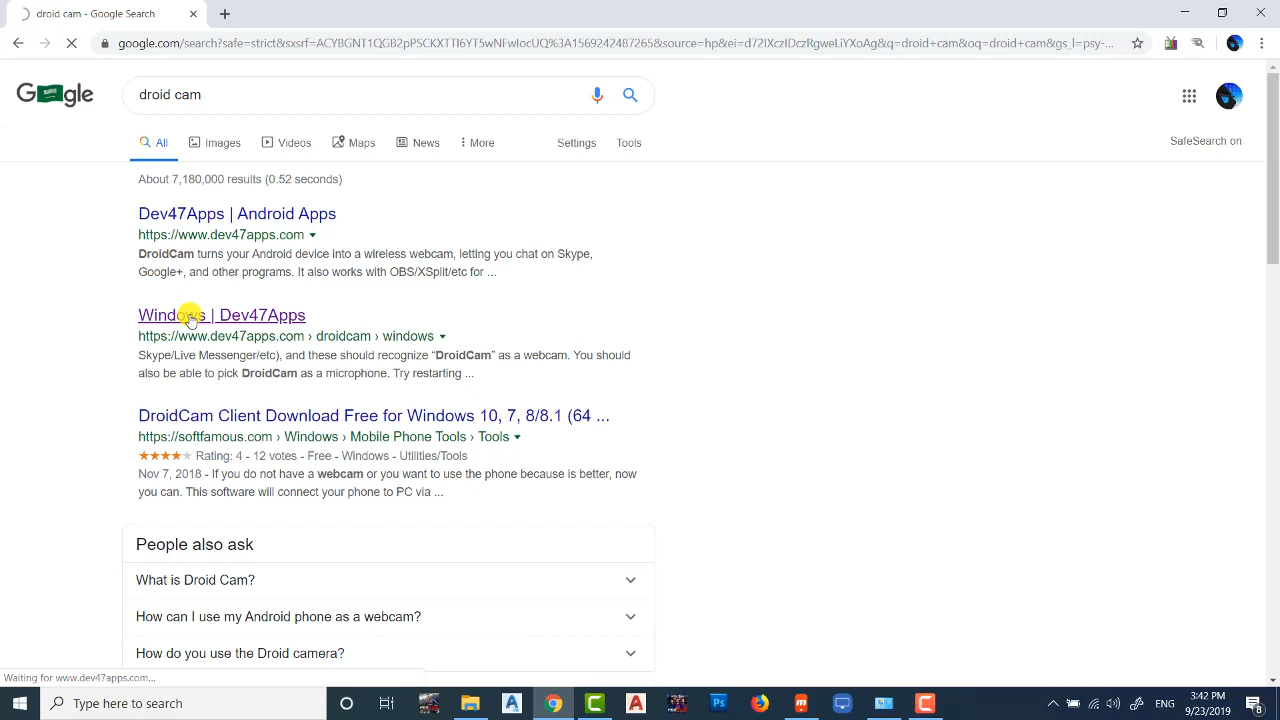 droid cam - Google Search
google.com/search?safe=strict&sxsrf=ACYBGNT1QGB2pPSCKXTTI6YT5wNFwIocUQ%3A1569242487265&source=hp&ei=d72IXczIDczRgweLiYXoAg&q=droid+cam&oq=droid+cam&gs_l=psy-...
Google
droid cam
All Images Videos Maps News More Settings Tools
SafeSearch on
About 7,180,000 results (0.52 seconds)
Dev47Apps | Android Apps
https://www.dev47apps.com
DroidCam turns your Android device into a wireless webcam, letting you chat on Skype,
Google+, and other programs. It also works with OBS/XSplit/etc for ...
Windows | Dev47Apps
https://www.dev47apps.com › droidcam › windows
Skype/Live Messenger/etc), and these should recognize “DroidCam” as a webcam. You should
also be able to pick DroidCam as a microphone. Try restarting ...
DroidCam Client Download Free for Windows 10, 7, 8/8.1 (64 ...
https://softfamous.com › Windows › Mobile Phone Tools › Tools
Rating: 4 - 12 votes - Free - Windows - Utilities/Tools
Nov 7, 2018 - If you do not have a webcam or you want to use the phone because is better, now
you can. This software will connect your phone to PC via ...
People also ask
What is Droid Cam?
How can I use my Android phone as a webcam?
How do you use the Droid camera?
Waiting for www.dev47apps.com...
Type here to search
Ps
ENG
3:42 PM
9/23/2019
8